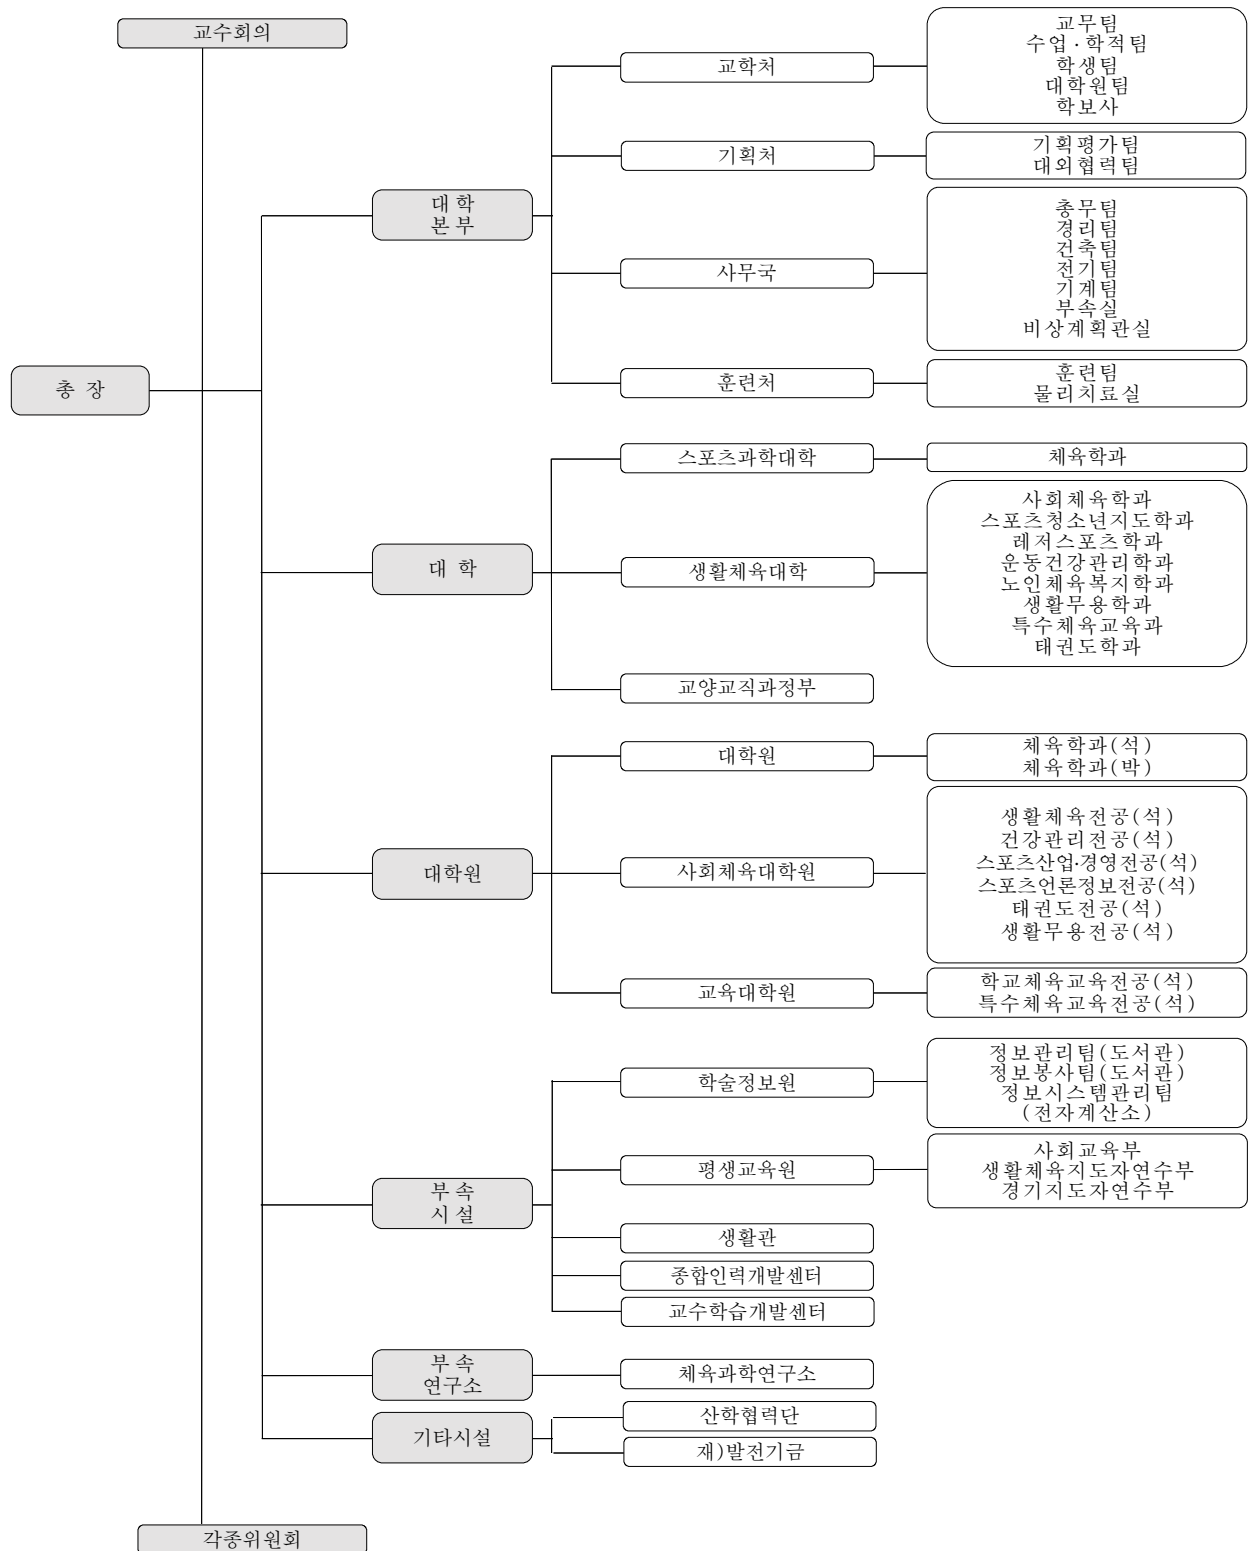 교수회의
총 장
대 학
본 부
교학처
교무팀
수업·학적팀
학생팀
대학원팀
학보사
기획처
기획평가팀
대외협력팀
사무국
총무팀
경리팀
건축팀
전기팀
기계팀
부속실
비상계획관실
훈련처
훈련팀
물리치료실
대 학
스포츠과학대학
체육학과
생활체육대학
사회체육학과
스포츠청소년지도학과
레저스포츠학과
운동건강관리학과
노인체육복지학과
생활무용학과
특수체육교육과
태권도학과
교양교직과정부
대학원
대학원
체육학과(석)
체육학과(박)
사회체육대학원
생활체육전공(석)
건강관리전공(석)
스포츠산업·경영전공(석)
스포츠언론정보전공(석)
태권도전공(석)
생활무용전공(석)
교육대학원
학교체육교육전공(석)
특수체육교육전공(석)
부 속
시 설
학술정보원
정보관리팀(도서관)
정보봉사팀(도서관)
정보시스템관리팀
(전자계산소)
평생교육원
사회교육부
생활체육지도자연수부
경기지도자연수부
생활관
종합인력개발센터
교수학습개발센터
부 속
연구소
체육과학연구소
기타시설
산학협력단
재)발전기금
각종위원회